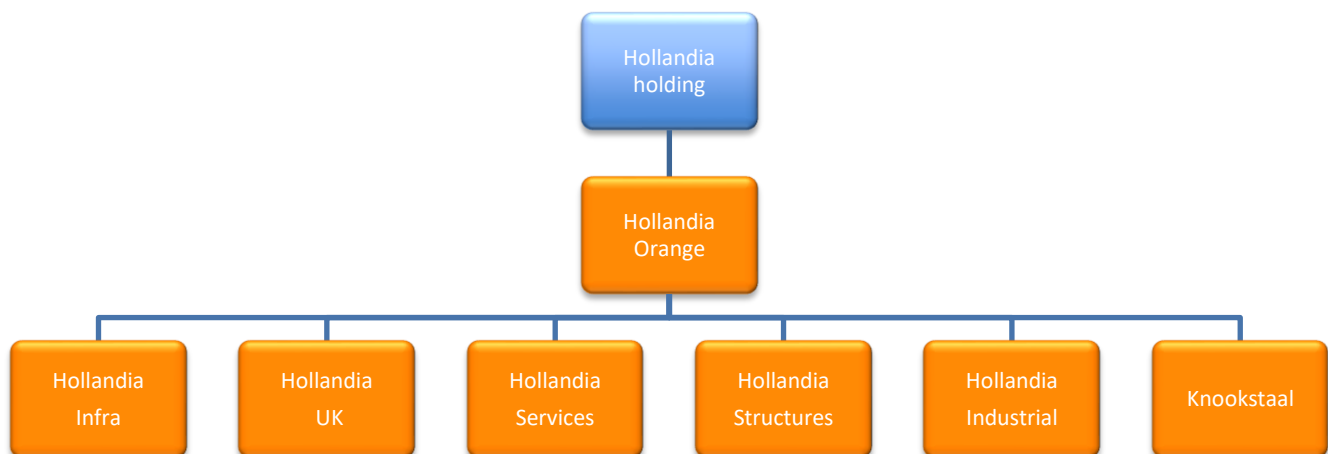 Hollandia
holding
Hollandia
Orange
Hollandia
Infra
Hollandia
UK
Hollandia
Services
Hollandia
Structures
Hollandia
Industrial
Knookstaal